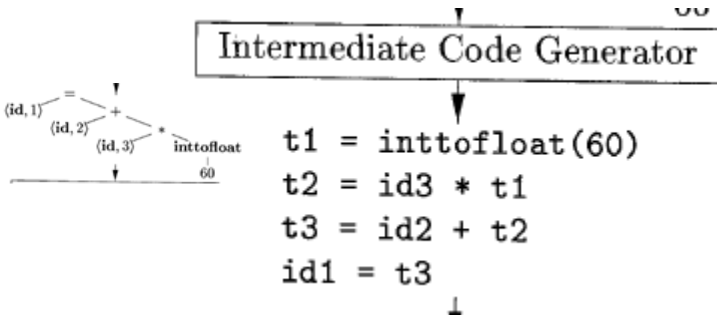 Intermediate Code Generator
=
⟨id, 1⟩
+
⟨id, 2⟩
*
⟨id, 3⟩
inttofloat
60
t1 = inttofloat(60)
t2 = id3 * t1
t3 = id2 + t2
id1 = t3